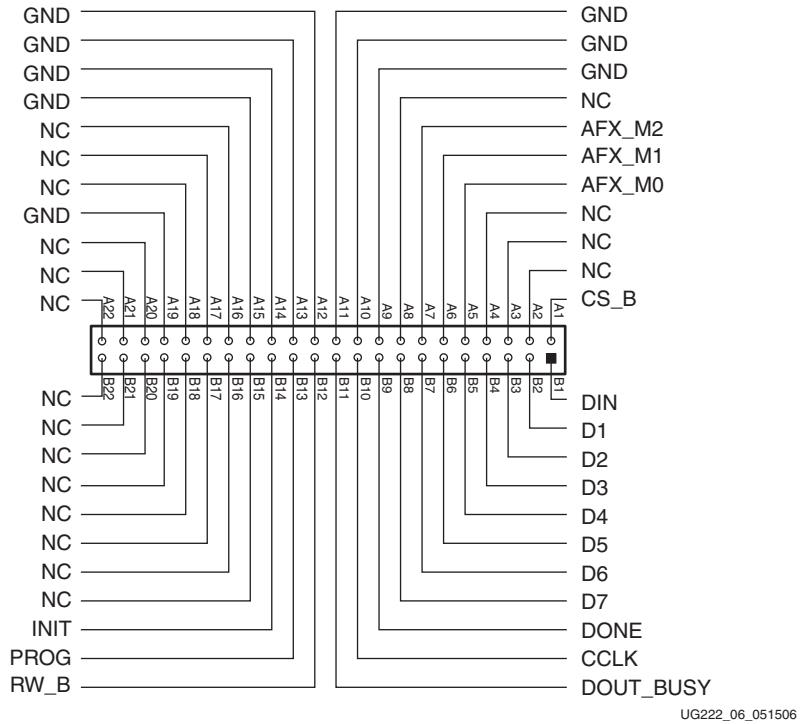 GND GND
GND GND
GND GND
GND NC
NC AFX_M2
NC AFX_M1
NC AFX_M0
GND NC
NC NC
NC NC
NC CS_B
A22 A21 A20 A19 A18 A17 A16 A15 A14 A13 A12 A11 A10 A9 A8 A7 A6 A5 A4 A3 A2 A1
B22 B21 B20 B19 B18 B17 B16 B15 B14 B13 B12 B11 B10 B9 B8 B7 B6 B5 B4 B3 B2 B1
NC DIN
NC D1
NC D2
NC D3
NC D4
NC D5
NC D6
NC D7
INIT DONE
PROG CCLK
RW_B DOUT_BUSY
UG222_06_051506